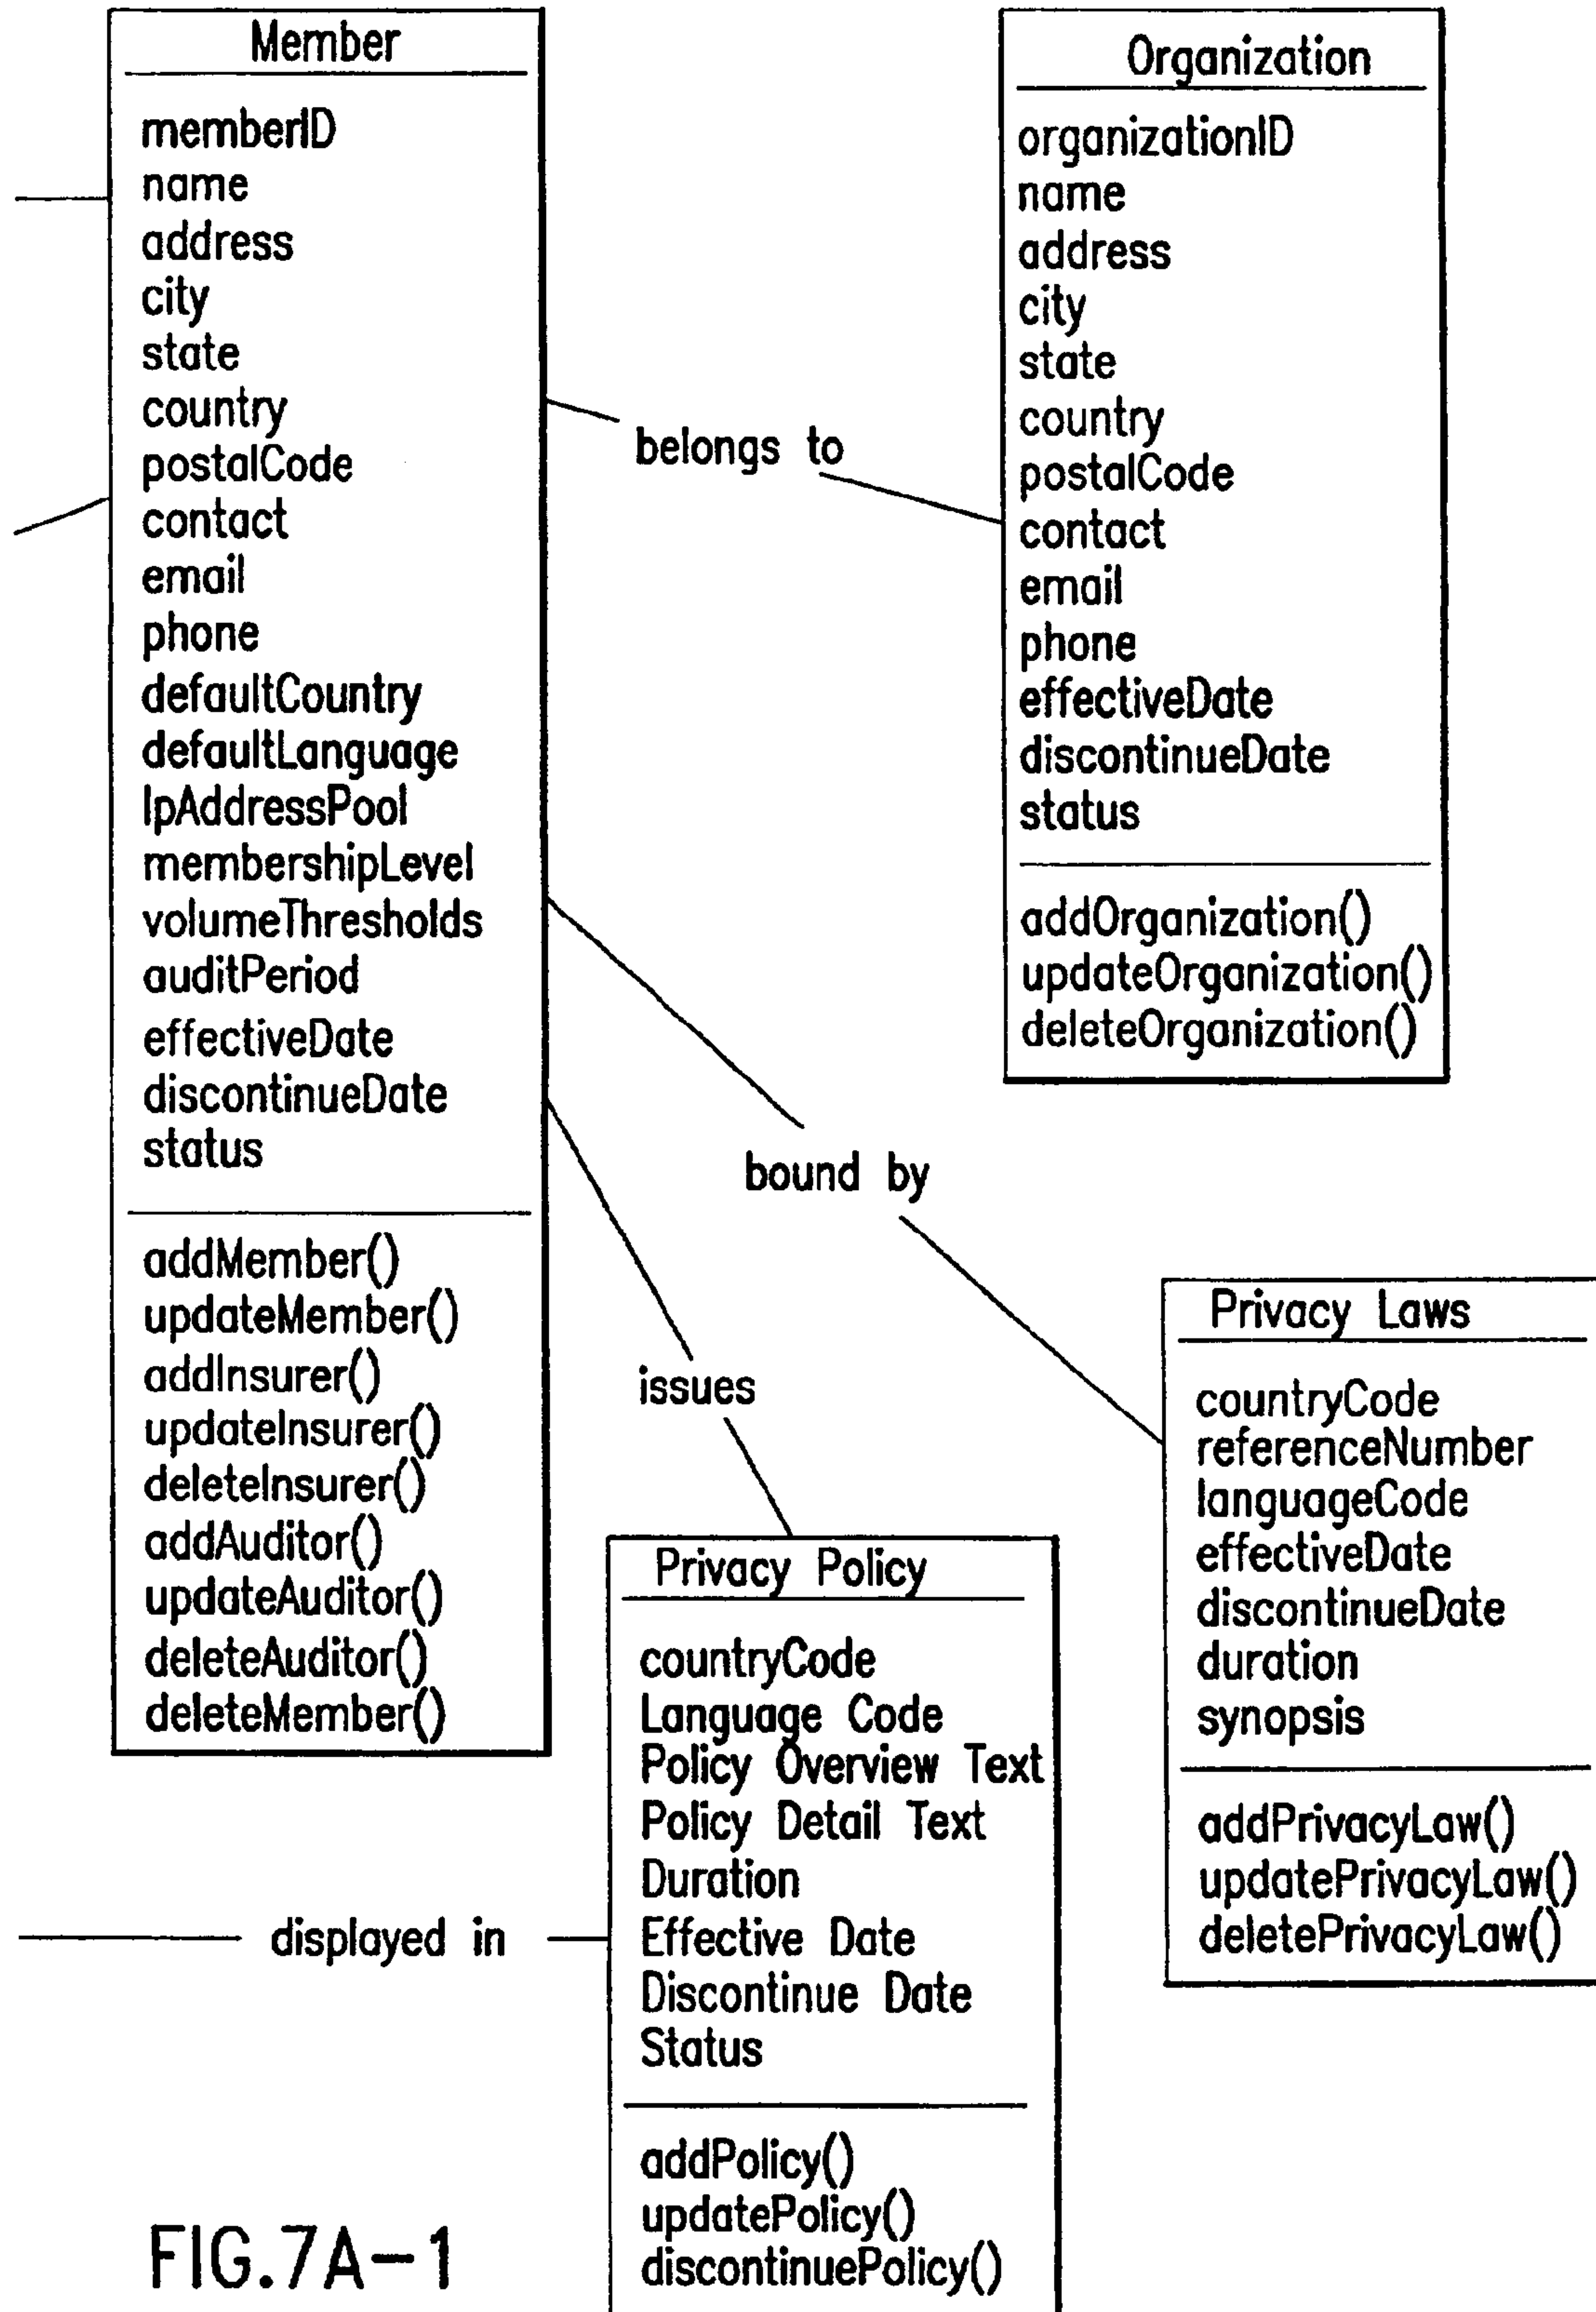 Member
memberID
name
address
city
state
country
postalCode
contact
email
phone
defaultCountry
defaultLanguage
IpAddressPool
membershipLevel
volumeThresholds
auditPeriod
effectiveDate
discontinueDate
status
addMember()
updateMember()
addInsurer()
updateInsurer()
deleteInsurer()
addAuditor()
updateAuditor()
deleteAuditor()
deleteMember()
belongs to
Organization
organizationID
name
address
city
state
country
postalCode
contact
email
phone
effectiveDate
discontinueDate
status
addOrganization()
updateOrganization()
deleteOrganization()
bound by
issues
Privacy Laws
countryCode
referenceNumber
languageCode
effectiveDate
discontinueDate
duration
synopsis
addPrivacyLaw()
updatePrivacyLaw()
deletePrivacyLaw()
Privacy Policy
countryCode
Language Code
Policy Overview Text
Policy Detail Text
Duration
Effective Date
Discontinue Date
Status
addPolicy()
updatePolicy()
discontinuePolicy()
displayed in
FIG.7A-1